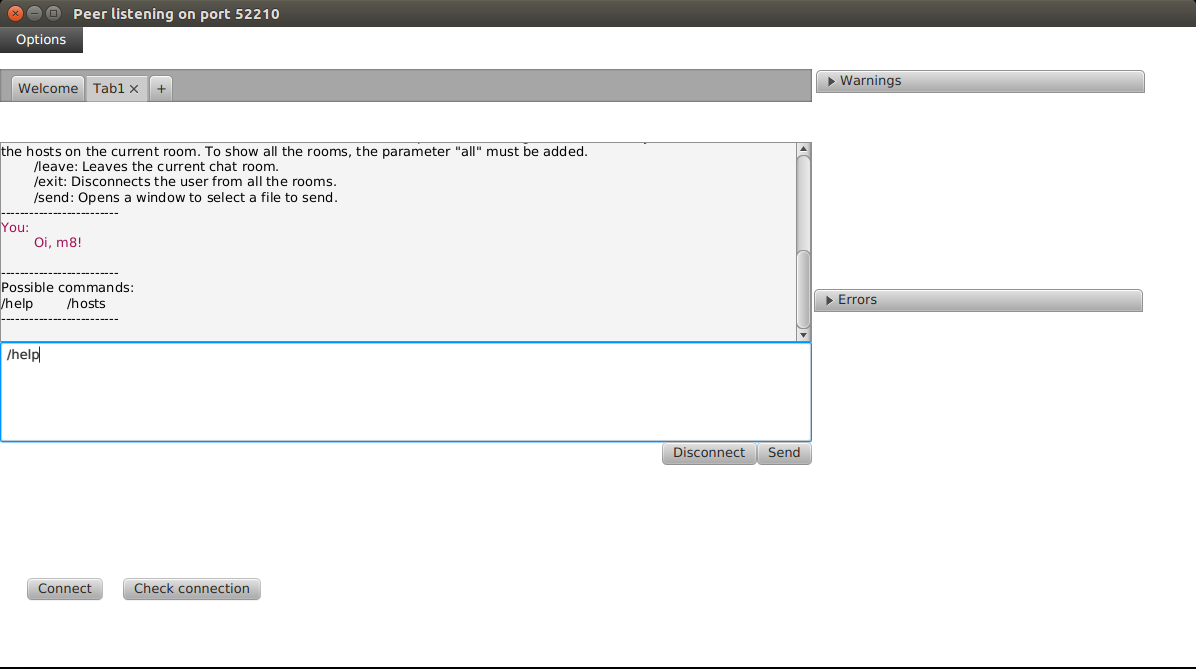 Peer listening on port 52210
Options
Welcome Tab1 × +
Warnings
the hosts on the current room. To show all the rooms, the parameter "all" must be added.
/leave: Leaves the current chat room.
/exit: Disconnects the user from all the rooms.
/send: Opens a window to select a file to send.
--------------------------
You:
Oi, m8!
--------------------------
Possible commands:
/help /hosts
--------------------------
Errors
/help
Disconnect Send
Connect Check connection